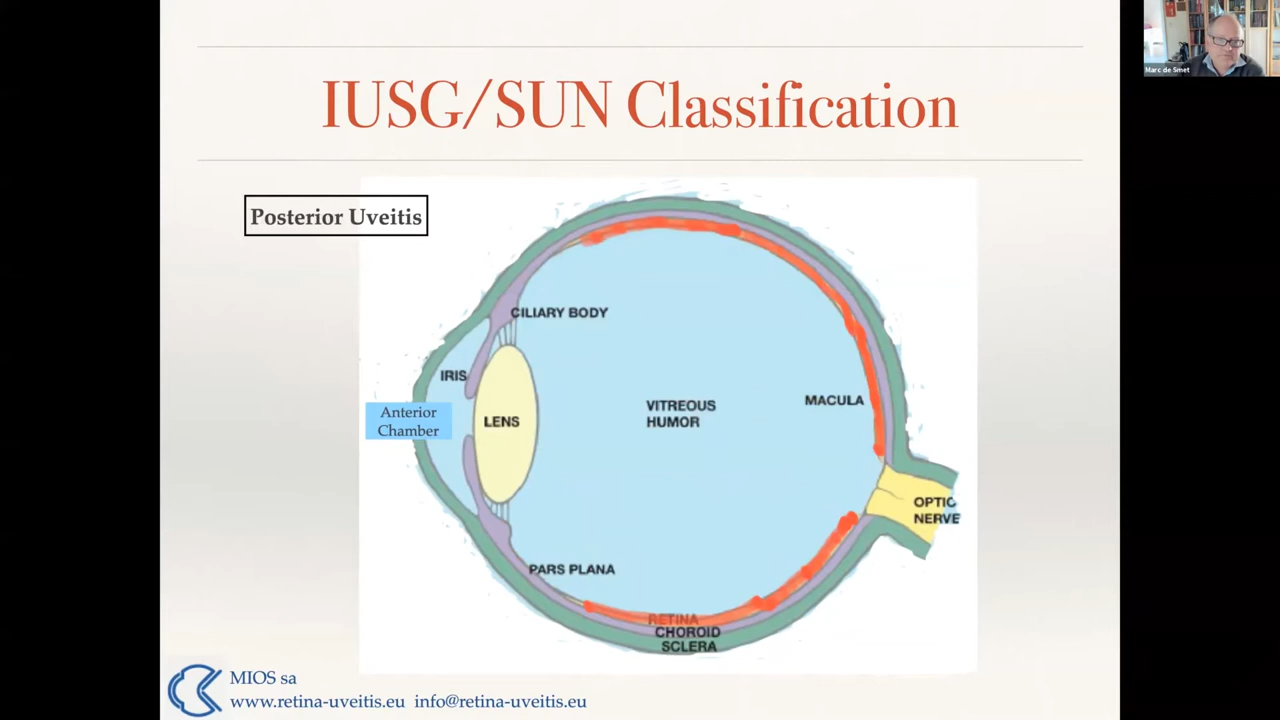 Marc de Smet
IUSG/SUN Classification
Posterior Uveitis
CILIARY BODY
IRIS
MACULA
Anterior
Chamber
LENS
VITREOUS
HUMOR
OPTIC
NERVE
PARS PLANA
RETINA
CHOROID
SCLERA
MIOS sa
www.retina-uveitis.eu info@retina-uveitis.eu